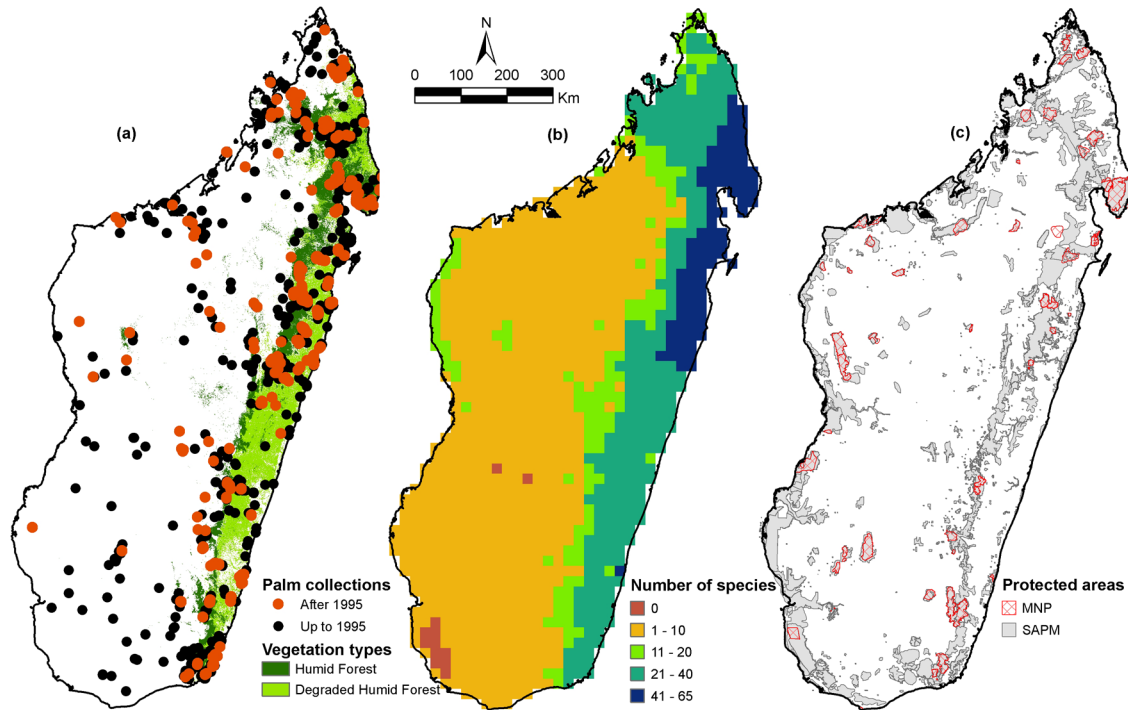 (a)
Palm collections
After 1995
Up to 1995
Vegetation types
Humid Forest
Degraded Humid Forest
N
0 100 200 300
Km
(b)
Number of species
0
1 - 10
11 - 20
21 - 40
41 - 65
(c)
Protected areas
MNP
SAPM